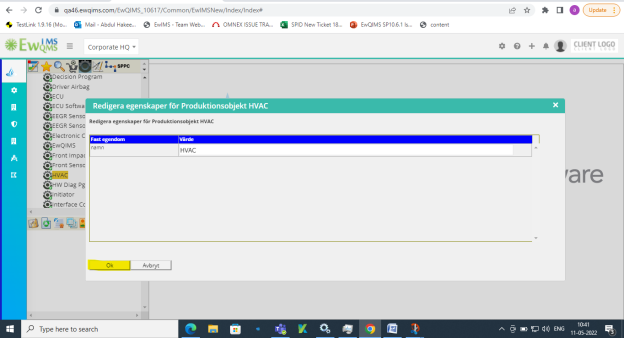 qa46.ewqims.com/EwQIMS_10617/Common/EwIMSNew/Index/Index#
Update
TestLink 1.9.16 (Mo...
Mail - Abdul Hakee...
EwIMS - Team Web...
OMNEX ISSUE TRA...
SPID New Ticket 18...
EwQIMS SP10.6.1 Is...
content
EwQIMS
Corporate HQ
CLIENT LOGO
SPPC
Decision Program
Driver Airbag
ECU
ECU Softwa
EEGR Senso
EEGR Senso
Electronic C
EwQIMS
Front Impac
Front Senso
HVAC
HW Diag Pg
Initiator
Interface Cc
Redigera egenskaper för Produktionsobjekt HVAC
Redigera egenskaper för Produktionsobjekt HVAC
Fast egendom Värde
namn HVAC
Ok Avbryt
ware
Type here to search
ENG
10:41
11-05-2022